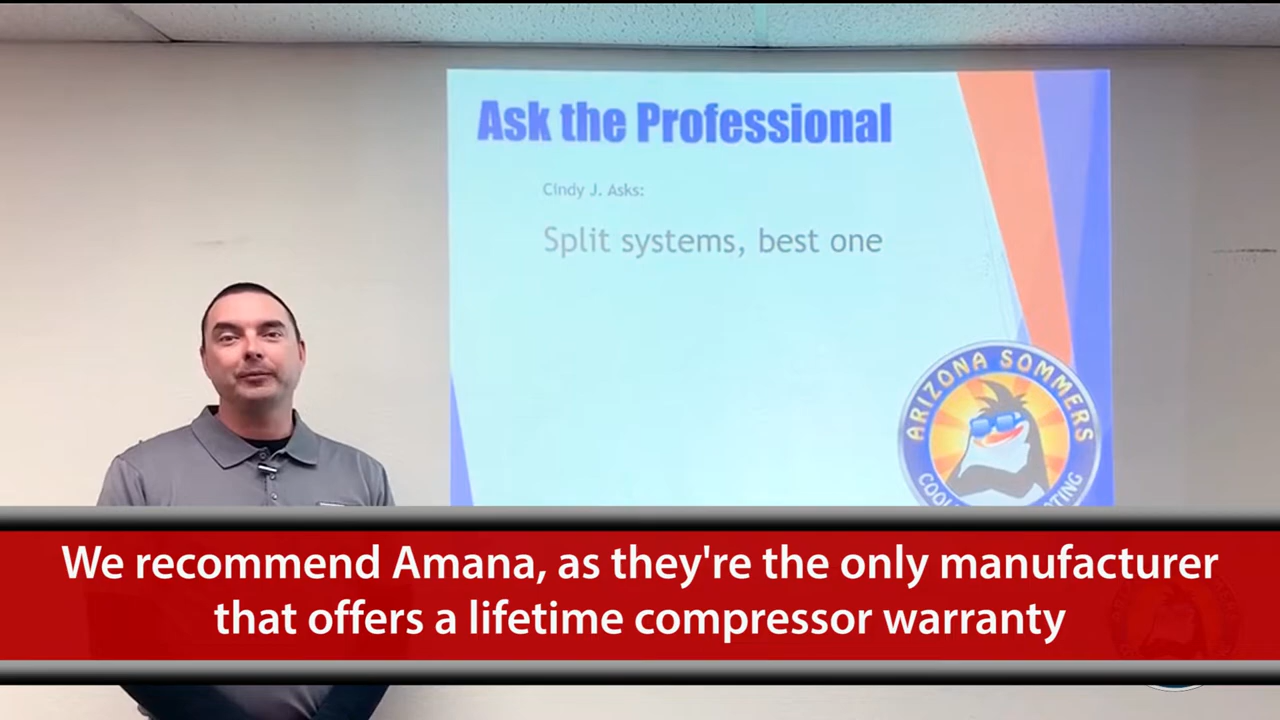 Ask the Professional
Cindy J. Asks:
Split systems, best one
ARIZONA SOMMERS
We recommend Amana, as they're the only manufacturer
that offers a lifetime compressor warranty